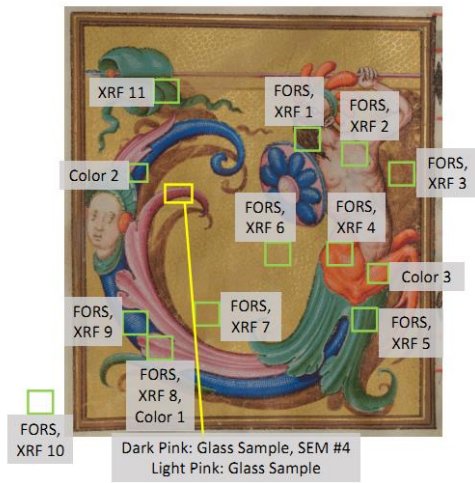 XRF 11
FORS,
XRF 1
FORS,
XRF 2
Color 2
FORS,
XRF 3
FORS,
XRF 6
FORS,
XRF 4
Color 3
FORS,
XRF 9
FORS,
XRF 7
FORS,
XRF 5
FORS,
XRF 8,
Color 1
FORS,
XRF 10
Dark Pink: Glass Sample, SEM #4
Light Pink: Glass Sample